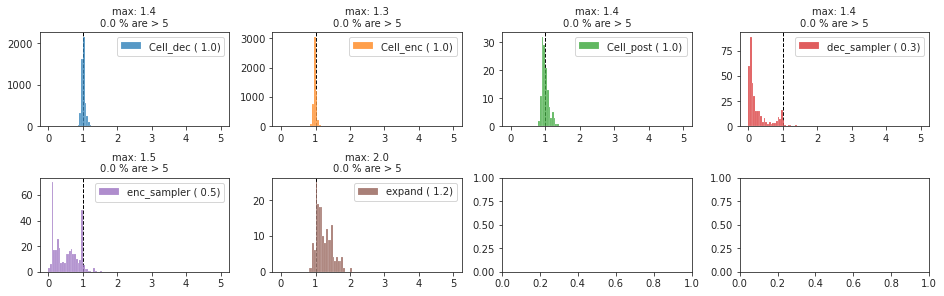 max: 1.4
0.0 % are > 5
Cell_dec ( 1.0)
2000
1000
0
0 1 2 3 4 5
max: 1.3
0.0 % are > 5
Cell_enc ( 1.0)
3000
2000
1000
0
0 1 2 3 4 5
max: 1.4
0.0 % are > 5
Cell_post ( 1.0)
30
20
10
0
0 1 2 3 4 5
max: 1.4
0.0 % are > 5
dec_sampler ( 0.3)
75
50
25
0
0 1 2 3 4 5
max: 1.5
0.0 % are > 5
enc_sampler ( 0.5)
60
40
20
0
0 1 2 3 4 5
max: 2.0
0.0 % are > 5
expand ( 1.2)
20
10
0
0 1 2 3 4 5
1.00
0.75
0.50
0.25
0.00
0.0 0.2 0.4 0.6 0.8 1.0
1.00
0.75
0.50
0.25
0.00
0.0 0.2 0.4 0.6 0.8 1.0